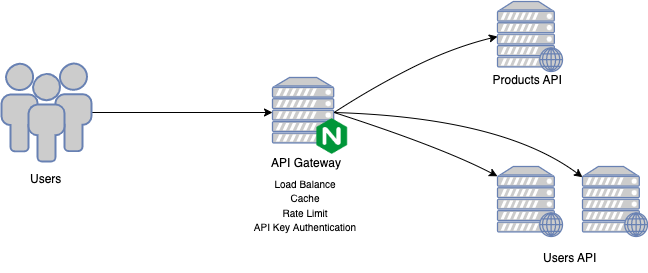 Products API
N
API Gateway
Users
Load Balance
Cache
Rate Limit
API Key Authentication
Users API